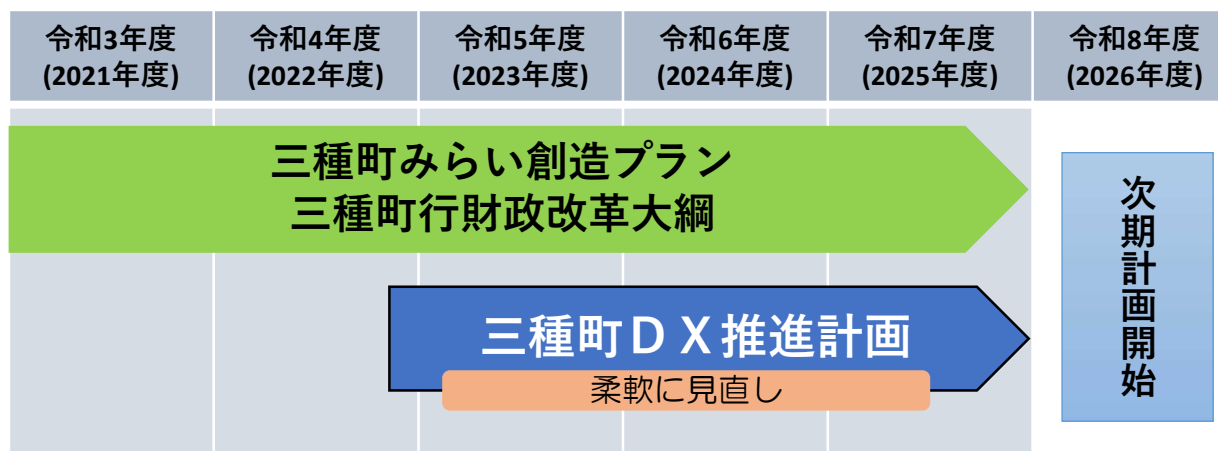 令和3年度
(2021年度)
令和4年度
(2022年度)
令和5年度
(2023年度)
令和6年度
(2024年度)
令和7年度
(2025年度)
令和8年度
(2026年度)
三種町みらい創造プラン
三種町行財政改革大綱
三種町ＤＸ推進計画
柔軟に見直し
次期計画開始